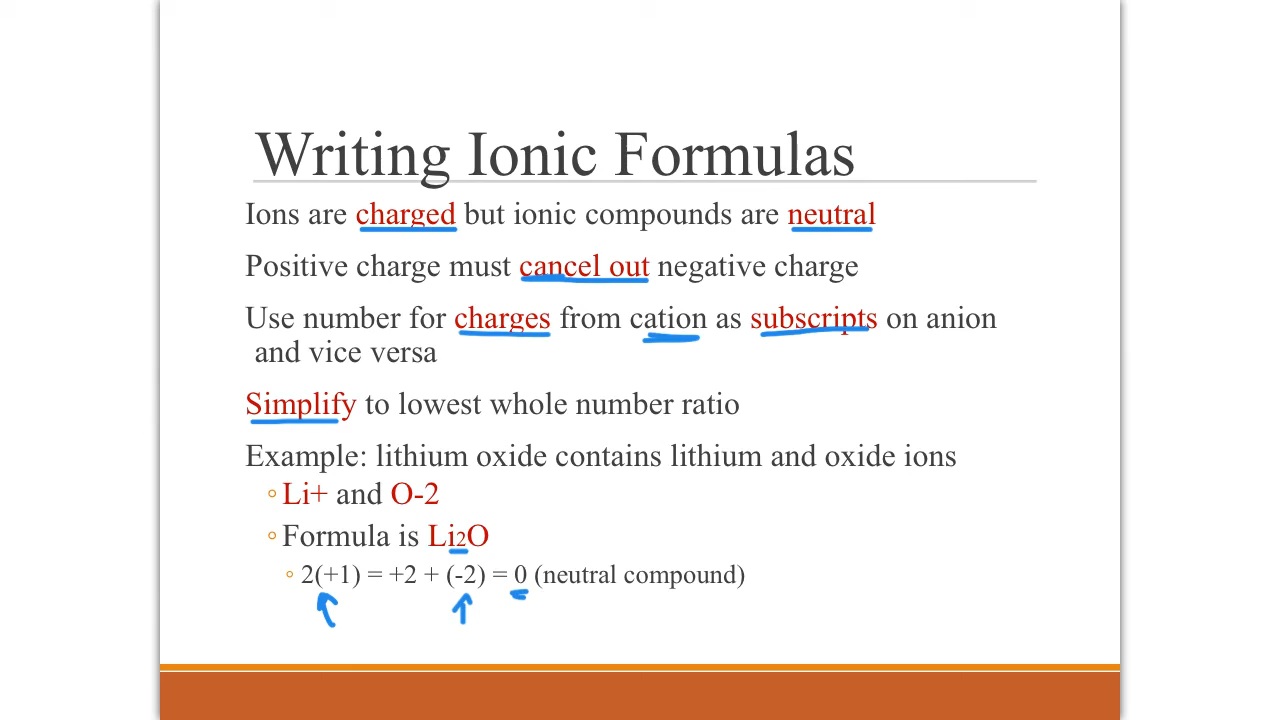 Writing Ionic Formulas
Ions are charged but ionic compounds are neutral
Positive charge must cancel out negative charge
Use number for charges from cation as subscripts on anion
and vice versa
Simplify to lowest whole number ratio
Example: lithium oxide contains lithium and oxide ions
◦Li+ and O-2
◦Formula is Li2O
◦2(+1) = +2 + (-2) = 0 (neutral compound)